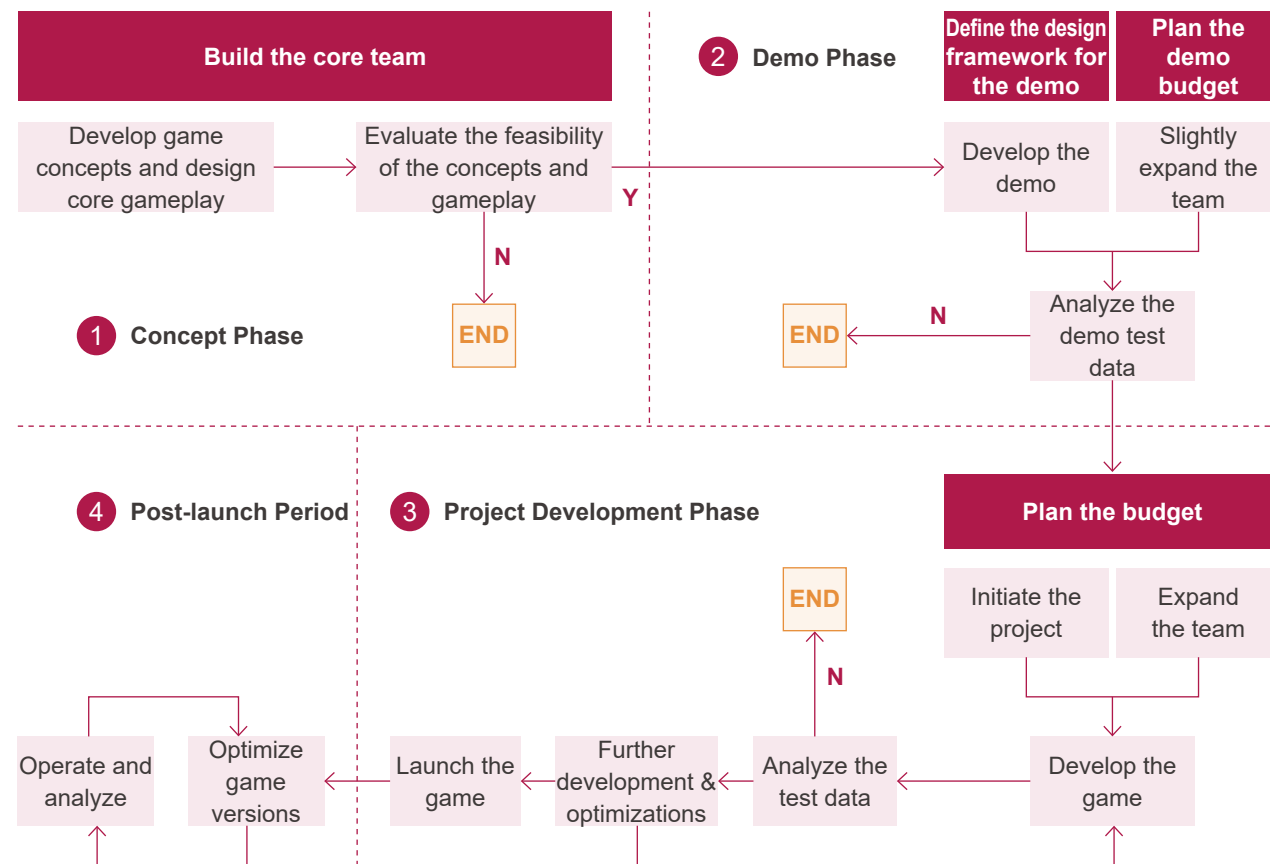 Build the core team
Develop game
concepts and design
core gameplay
Evaluate the feasibility
of the concepts and
gameplay
Y
N
END
1 Concept Phase
2 Demo Phase
Define the design
framework for
the demo
Plan the
demo
budget
Develop the
demo
Slightly
expand the
team
Analyze the
demo test
data
N
END
3 Project Development Phase
Plan the budget
Initiate the
project
Expand
the team
Develop the
game
Analyze the
test data
N
END
Further
development &
optimizations
Launch the
game
4 Post-launch Period
Optimize
game
versions
Operate and
analyze